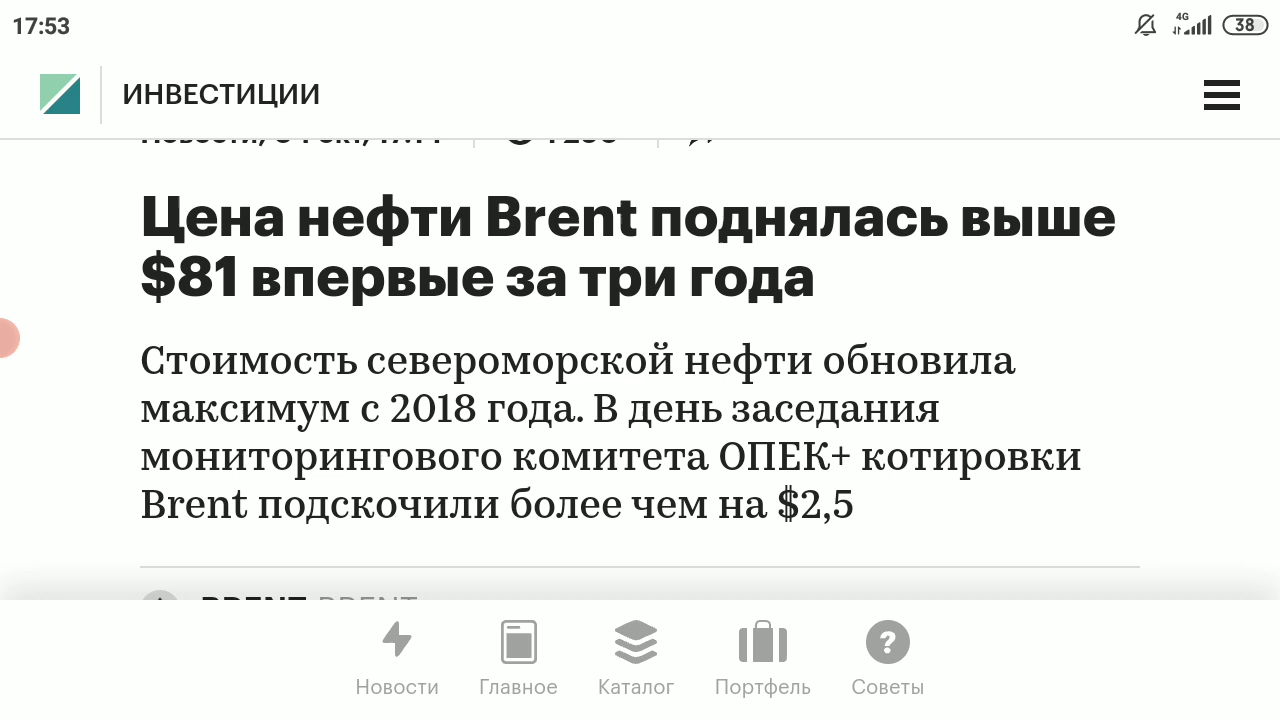 17:53
4G
38
ИНВЕСТИЦИИ
Цена нефти Brent поднялась выше
$81 впервые за три года
Стоимость североморской нефти обновила
максимум с 2018 года. В день заседания
мониторингового комитета ОПЕК+ котировки
Brent подскочили более чем на $2,5
BRENT BRENT
Новости
Главное
Каталог
Портфель
Советы